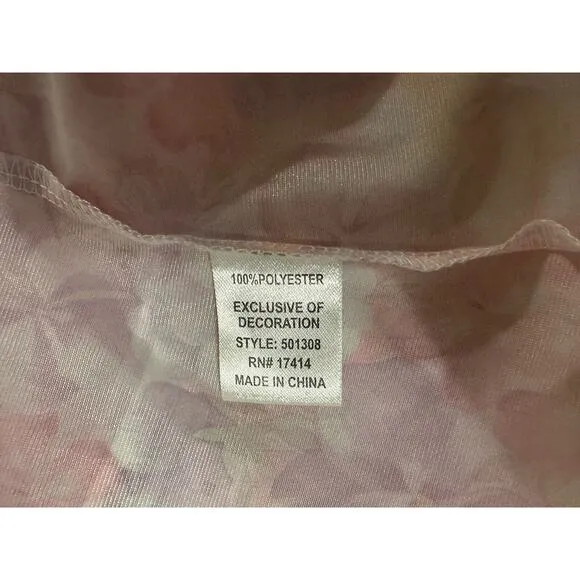 100%POLYESTER
EXCLUSIVE OF
DECORATION
STYLE: 501308
RN# 17414
MADE IN CHINA